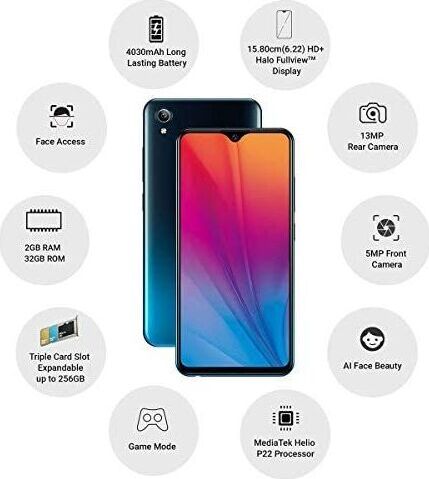 4030mAh Long
Lasting Battery
15.80cm(6.22) HD+
Halo Fullview™
Display
Face Access
13MP
Rear Camera
2GB RAM
32GB ROM
5MP Front
Camera
Triple Card Slot
Expandable
up to 256GB
AI Face Beauty
Game Mode
MediaTek Helio
P22 Processor